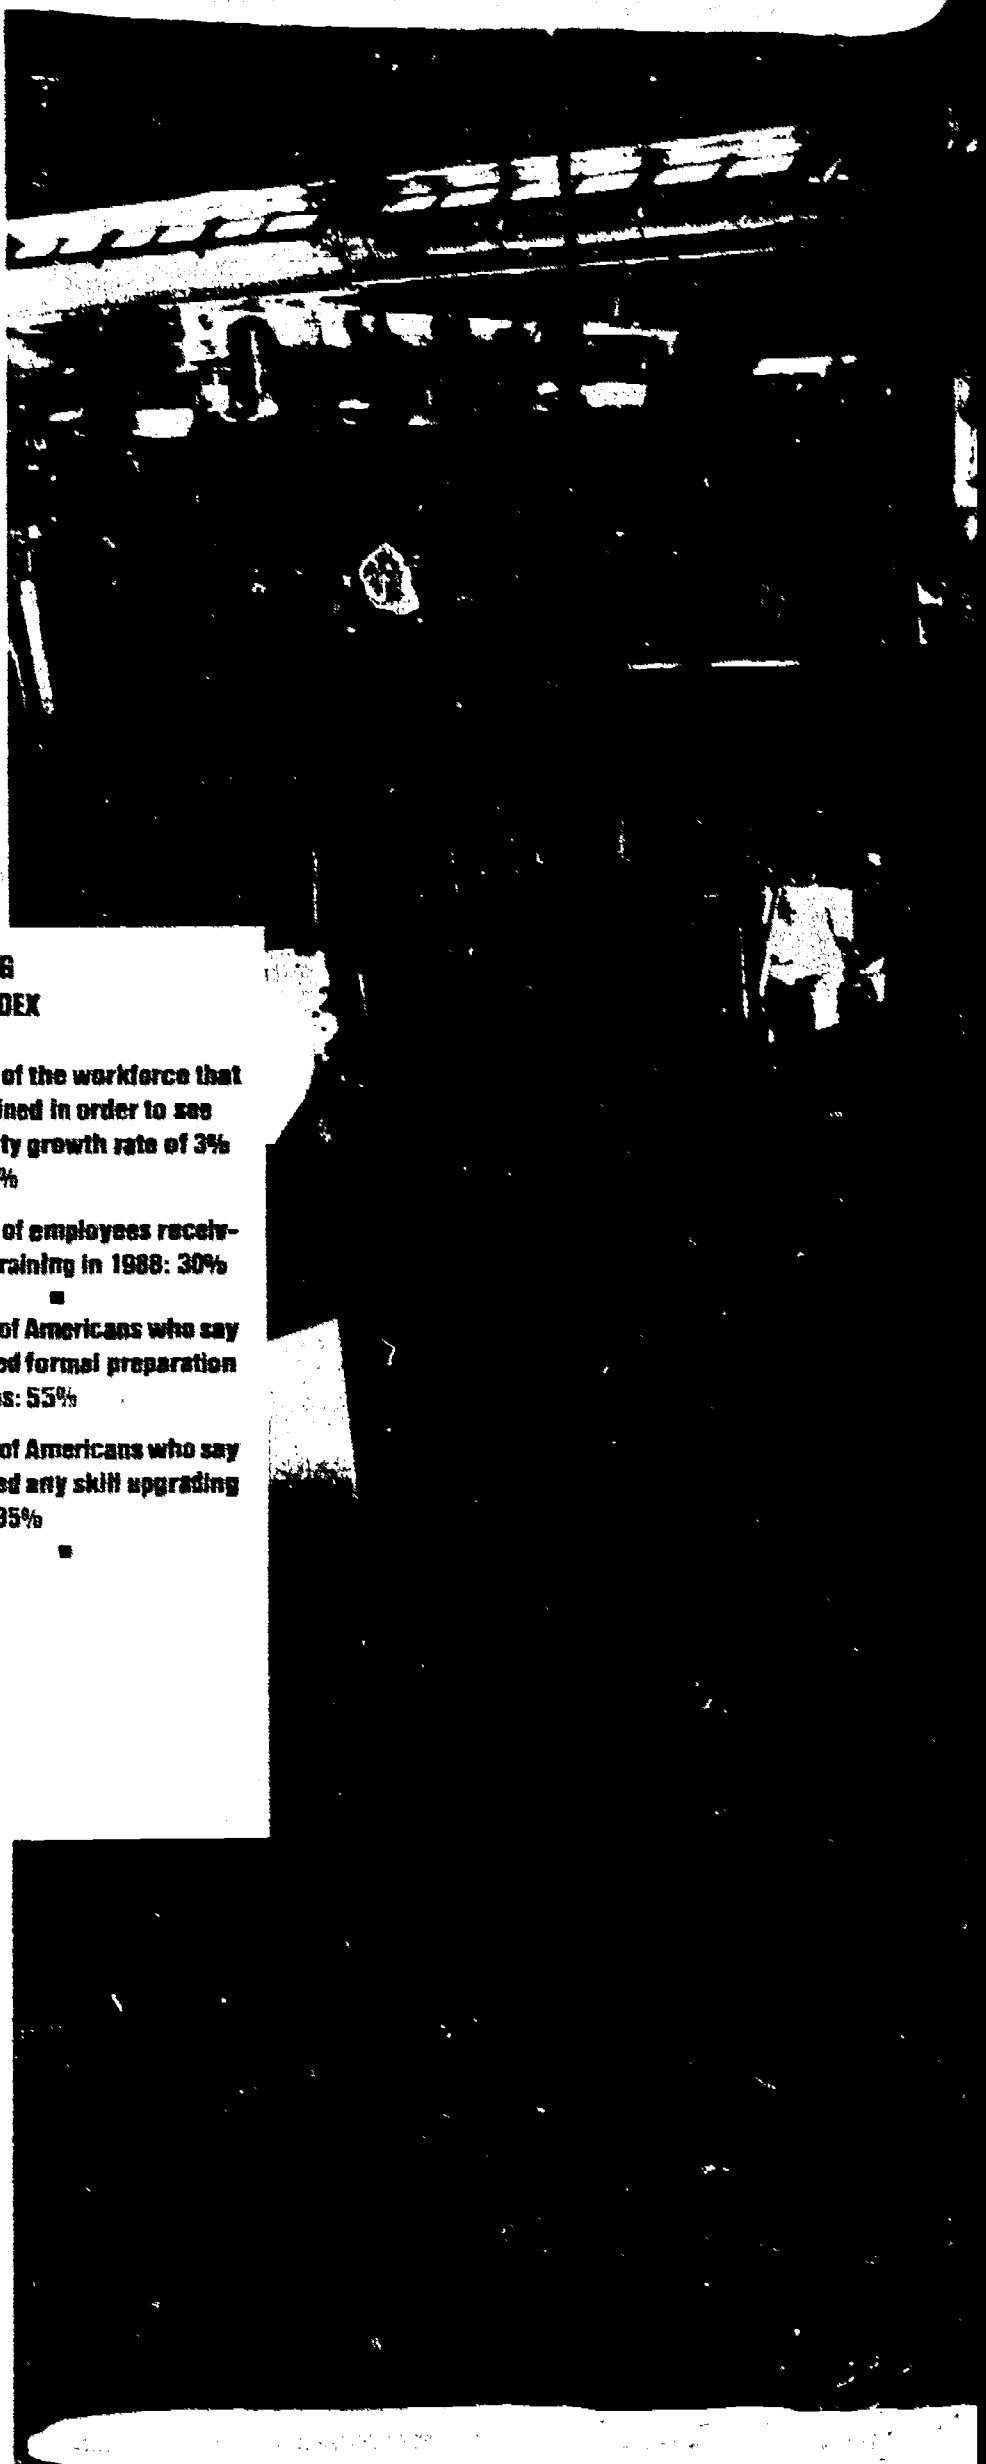 G
DEX
of the workforce that
ined in order to see
ty growth rate of 3%
%
of employees receiv-
raining in 1988: 30%
of Americans who say
ed formal preparation
s: 55%
of Americans who say
ed any skill upgrading
35%